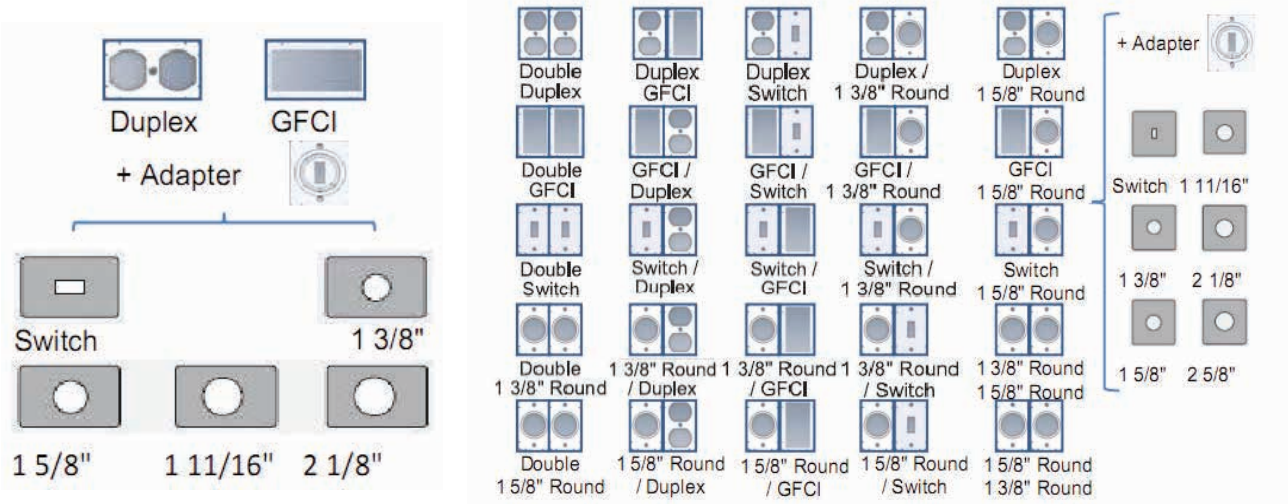 Duplex GFCI
+ Adapter
Switch 1 3/8"
1 5/8" 1 11/16" 2 1/8"
Double Duplex Duplex Duplex / Duplex
Duplex GFCI Switch 1 3/8" Round 1 5/8" Round
Double GFCI / GFCI / GFCI / GFCI
GFCI Duplex Switch 1 3/8" Round 1 5/8" Round
Double Switch / Switch / Switch / Switch
Switch Duplex GFCI 1 3/8" Round 1 5/8" Round
Double 1 3/8" Round 1 3/8" Round 1 3/8" Round 1 3/8" Round
1 3/8" Round / Duplex / GFCI / Switch 1 5/8" Round
Double 1 5/8" Round 1 5/8" Round 1 5/8" Round 1 5/8" Round
1 5/8" Round / Duplex / GFCI / Switch 1 3/8" Round
+ Adapter
Switch 1 11/16"
1 3/8" 2 1/8"
1 5/8" 2 5/8"